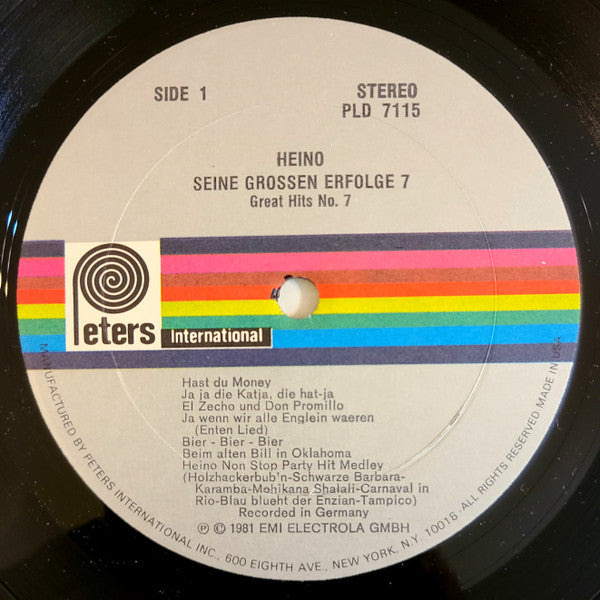 SIDE 1
STEREO
PLD 7115
HEINO
SEINE GROSSEN ERFOLGE 7
Great Hits No. 7
Peters
International
Hast du Money
Ja ja die Katja, die hat-ja
El Zecho und Don Promillo
Ja wenn wir alle Englein waeren
(Enten Lied)
Bier - Bier - Bier
Beim alten Bill in Oklahoma
Heino Non Stop Party Hit Medley
(Holzhackerbub'n-Schwarze Barbara-
Karamba-Mehikana Shalali-Carnaval in
Rio-Blau blueht der Enzian-Tampico)
Recorded in Germany
℗ © 1981 EMI ELECTROLA GMBH
MANUFACTURED BY PETERS INTERNATIONAL INC., 600 EIGHTH AVE., NEW YORK, N.Y. 10018 - ALL RIGHTS RESERVED MADE IN USA